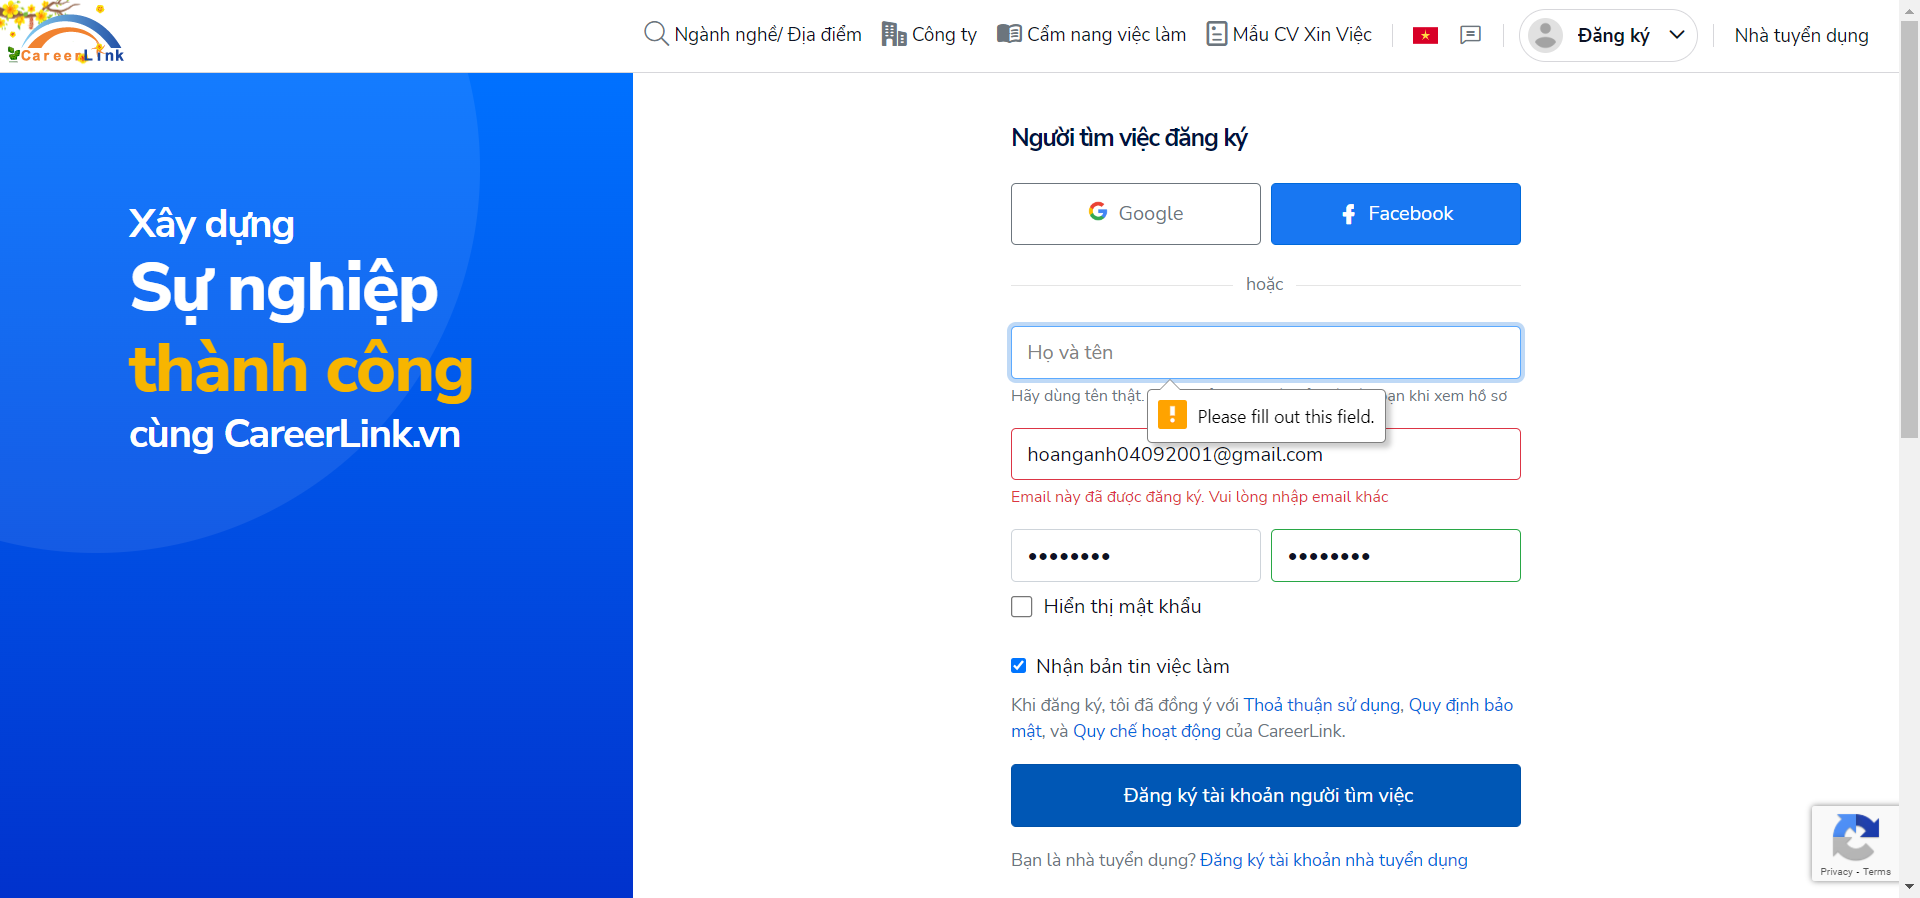 CareerLink
Ngành nghề/ Địa điểm
Công ty
Cẩm nang việc làm
Mẫu CV Xin Việc
Đăng ký
Nhà tuyển dụng
Xây dựng
Sự nghiệp
thành công
cùng CareerLink.vn
Người tìm việc đăng ký
Google
Facebook
hoặc
Họ và tên
Hãy dùng tên thật. ạn khi xem hồ sơ
Please fill out this field.
hoanganh04092001@gmail.com
Email này đã được đăng ký. Vui lòng nhập email khác
Hiển thị mật khẩu
Nhận bản tin việc làm
Khi đăng ký, tôi đã đồng ý với Thoả thuận sử dụng, Quy định bảo
mật, và Quy chế hoạt động của CareerLink.
Đăng ký tài khoản người tìm việc
Bạn là nhà tuyển dụng? Đăng ký tài khoản nhà tuyển dụng
Privacy - Terms